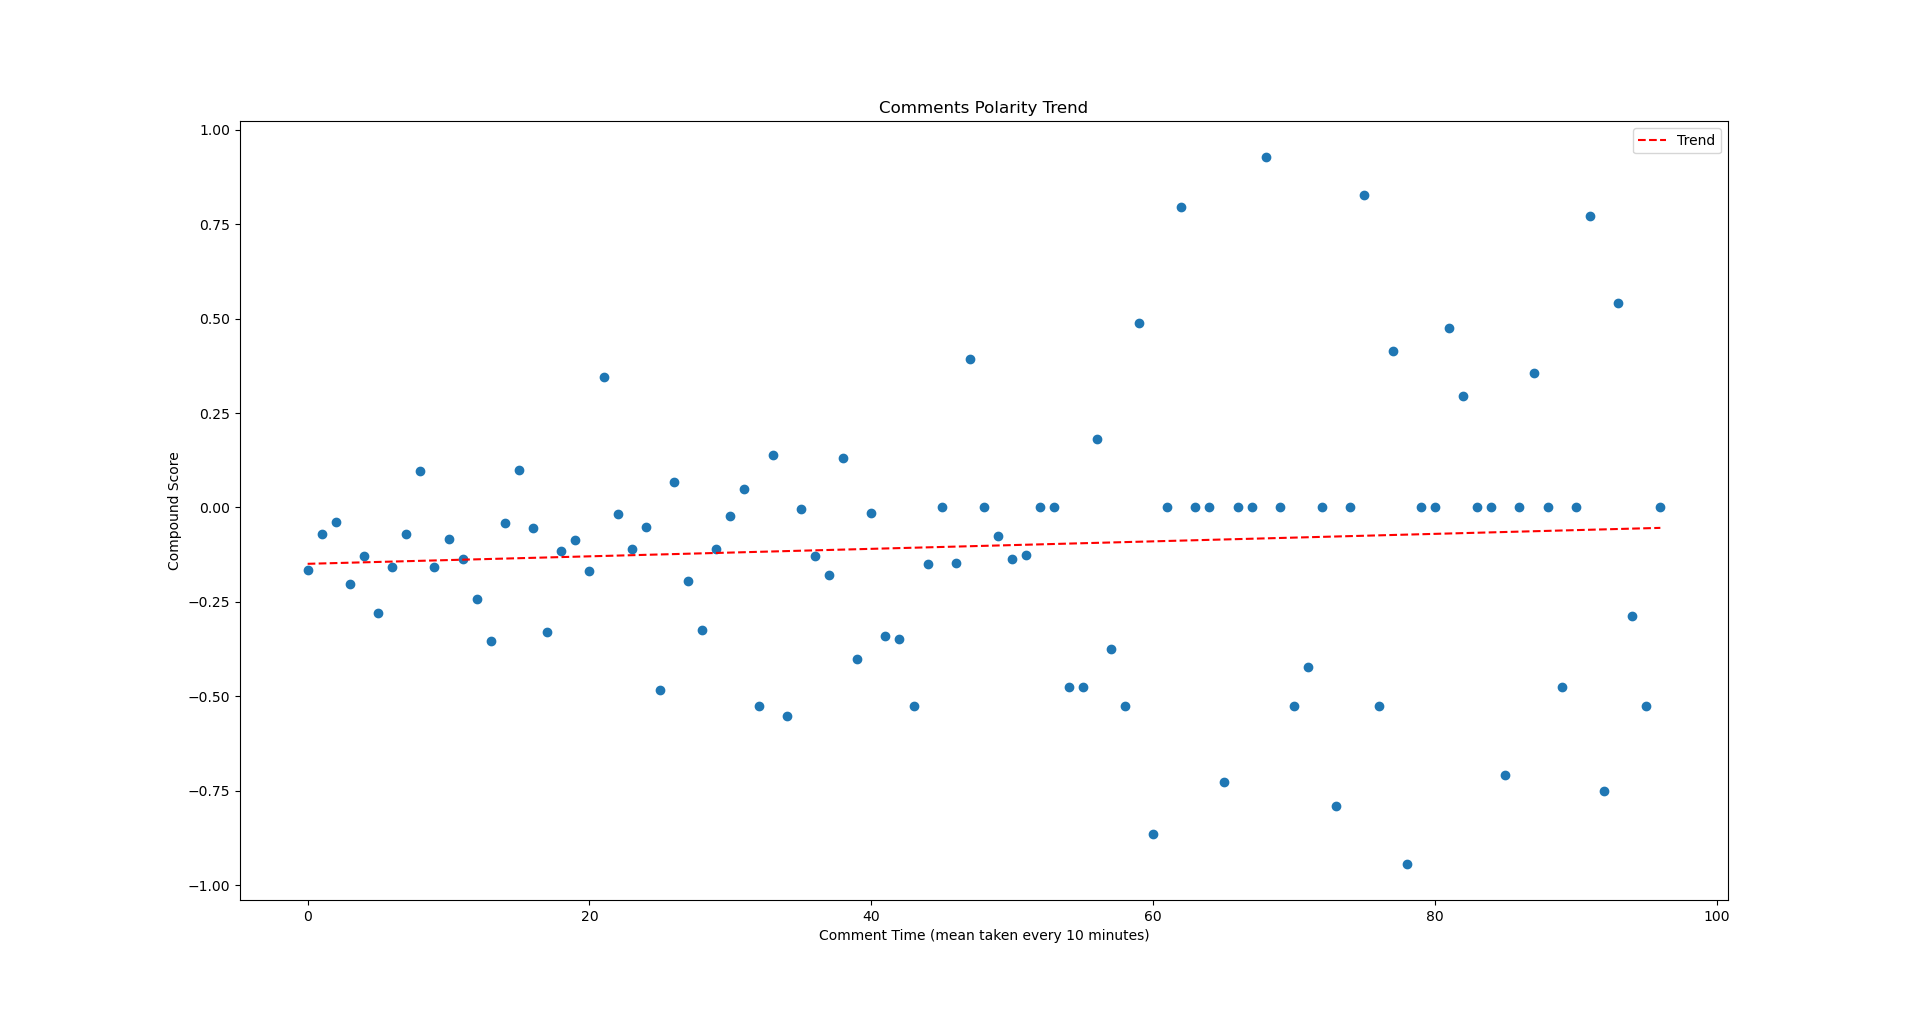 Comments Polarity Trend
Trend
1.00
0.75
0.50
0.25
0.00
−0.25
−0.50
−0.75
−1.00
Compound Score
0 20 40 60 80 100
Comment Time (mean taken every 10 minutes)